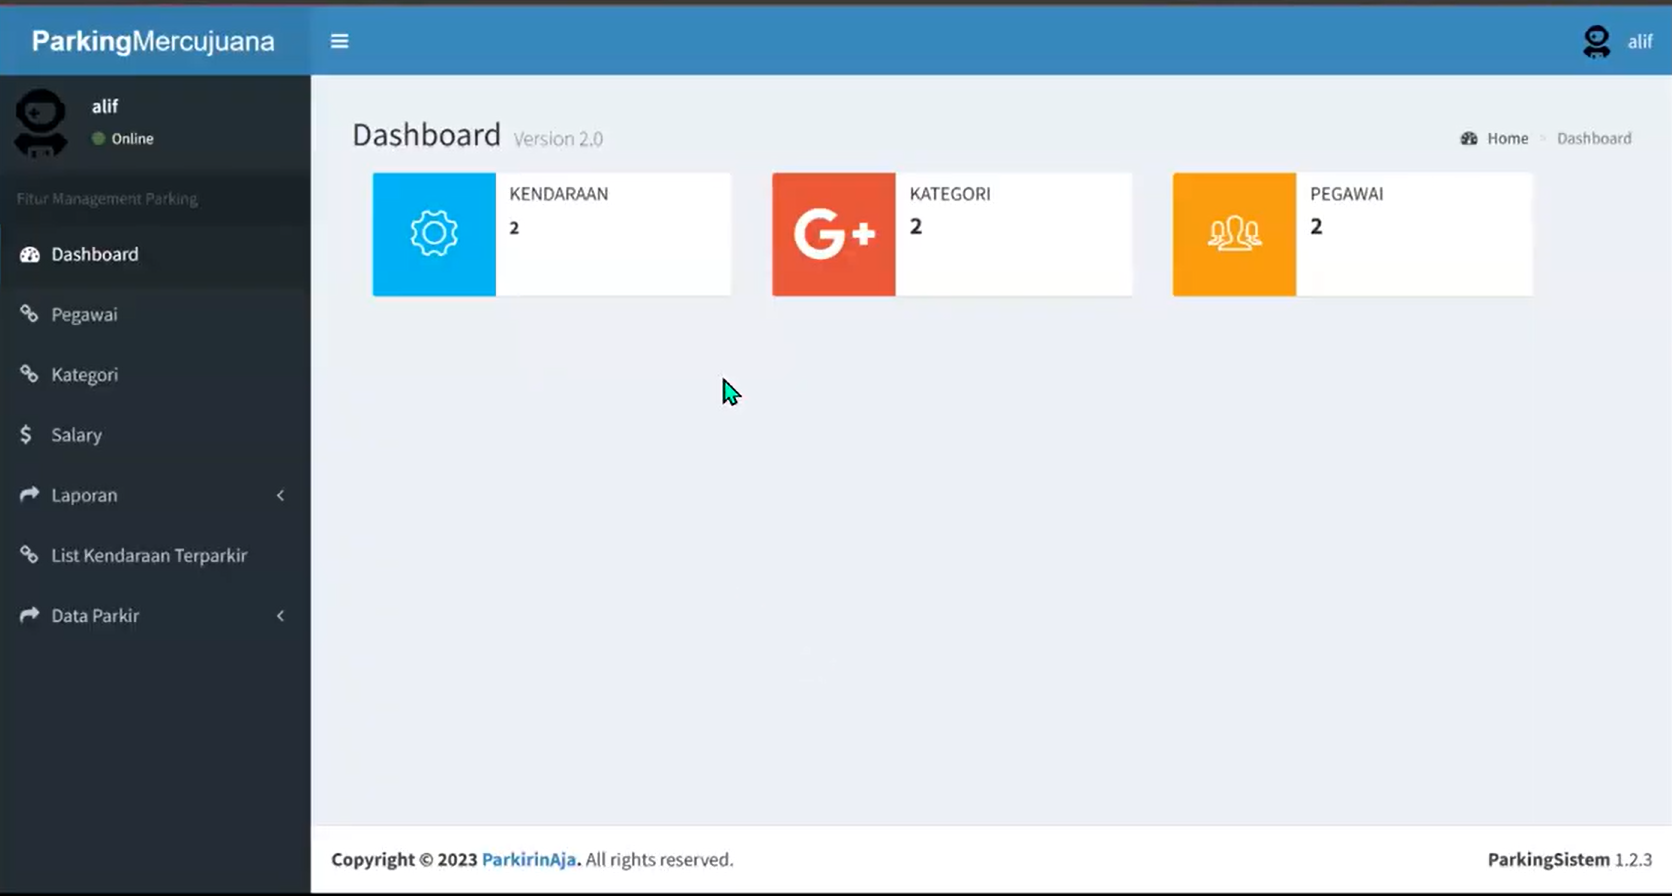 ParkingMercujuana
alif
alif
Online
Fitur Management Parking
Dashboard
Pegawai
Kategori
$ Salary
Laporan
List Kendaraan Terparkir
Data Parkir
Dashboard Version 2.0
Home > Dashboard
KENDARAAN
2
G+
KATEGORI
2
PEGAWAI
2
Copyright © 2023 ParkirinAja. All rights reserved.
ParkingSistem 1.2.3